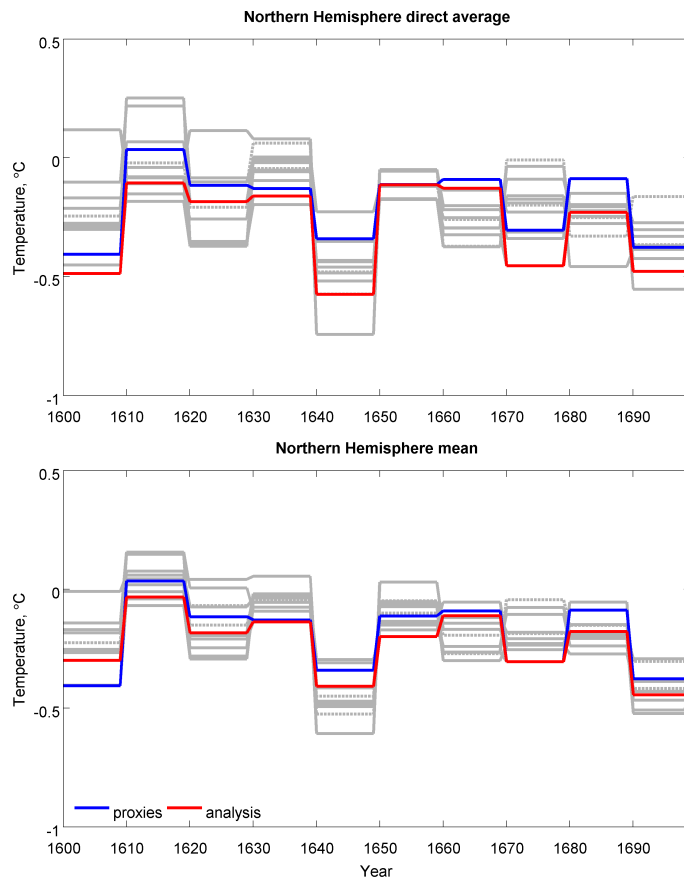 Northern Hemisphere direct average
0.5
0
-0.5
-1
Temperature, °C
1600 1610 1620 1630 1640 1650 1660 1670 1680 1690
Northern Hemisphere mean
0.5
0
-0.5
-1
Temperature, °C
proxies analysis
1600 1610 1620 1630 1640 1650 1660 1670 1680 1690
Year